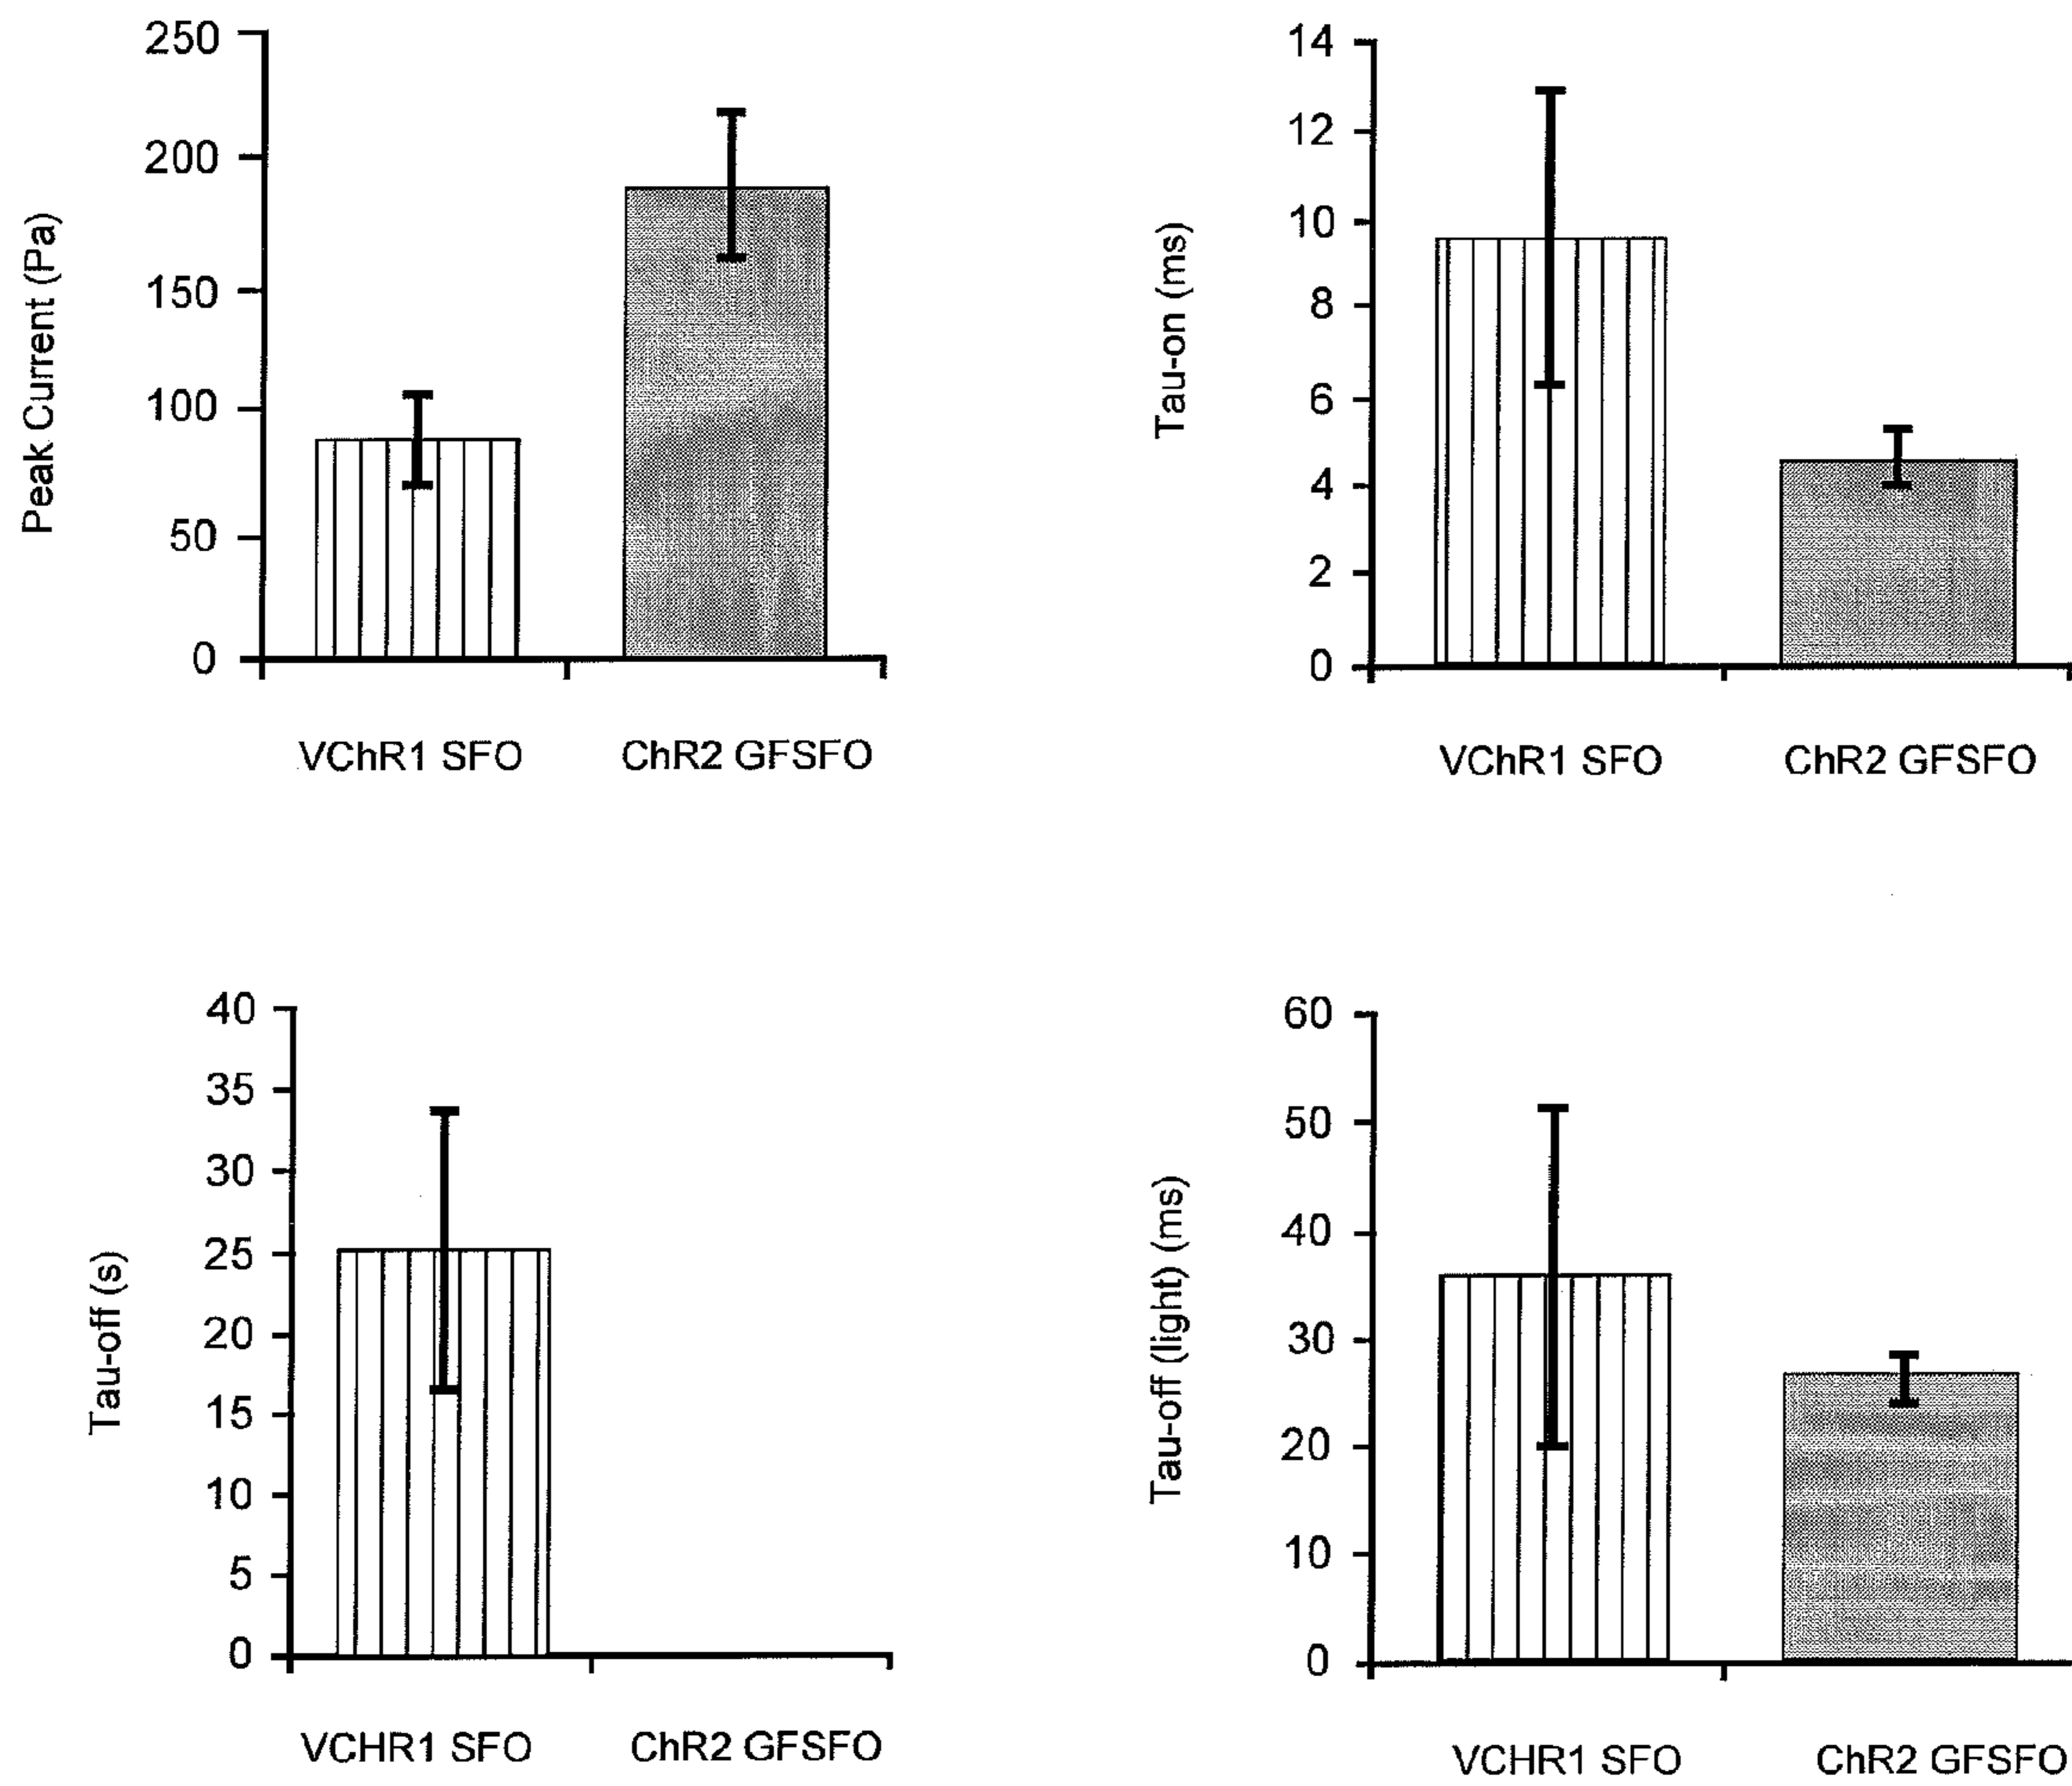 Peak Current (Pa)
250
200
150
100
50
0
VChR1 SFO
ChR2 GFSFO
Tau-on (ms)
14
12
10
8
6
4
2
0
VChR1 SFO
ChR2 GFSFO
Tau-off (s)
40
35
30
25
20
15
10
5
0
VCHR1 SFO
ChR2 GFSFO
Tau-off (light) (ms)
60
50
40
30
20
10
0
VCHR1 SFO
ChR2 GFSFO